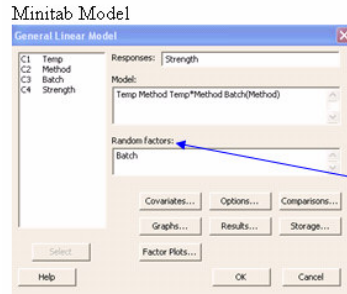 Minitab Model
General Linear Model
C1 Temp
C2 Method
C3 Batch
C4 Strength
Responses: Strength
Model:
Temp Method Temp*Method Batch(Method)
Random factors:
Batch
Covariates... Options... Comparisons...
Graphs... Results... Storage...
Select Factor Plots...
Help OK Cancel